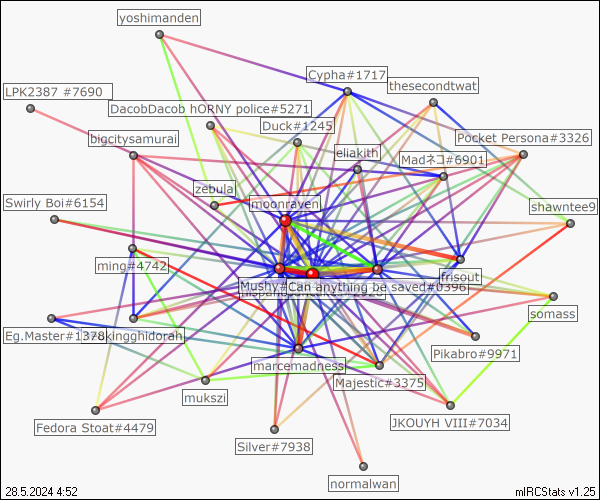 yoshimanden
Cypha#1717
thesecondtwat
LPK2387 #7690
DacobDacob hORNY police#5271
Duck#1245
bigcitysamurai
Pocket Persona#3326
eliakith
Madネコ#6901
zebula
moonraven
Swirly Boi#6154
shawntee9
ming#4742
frisout
Mushy#
Can anything be saved#0396
somass
Eg.Master#1378
kingghidorah
Pikabro#9971
marcemadness
Majestic#3375
mukszi
JKOUYH VIII#7034
Fedora Stoat#4479
Silver#7938
normalwan
28.5.2024 4:52
mIRCStats v1.25